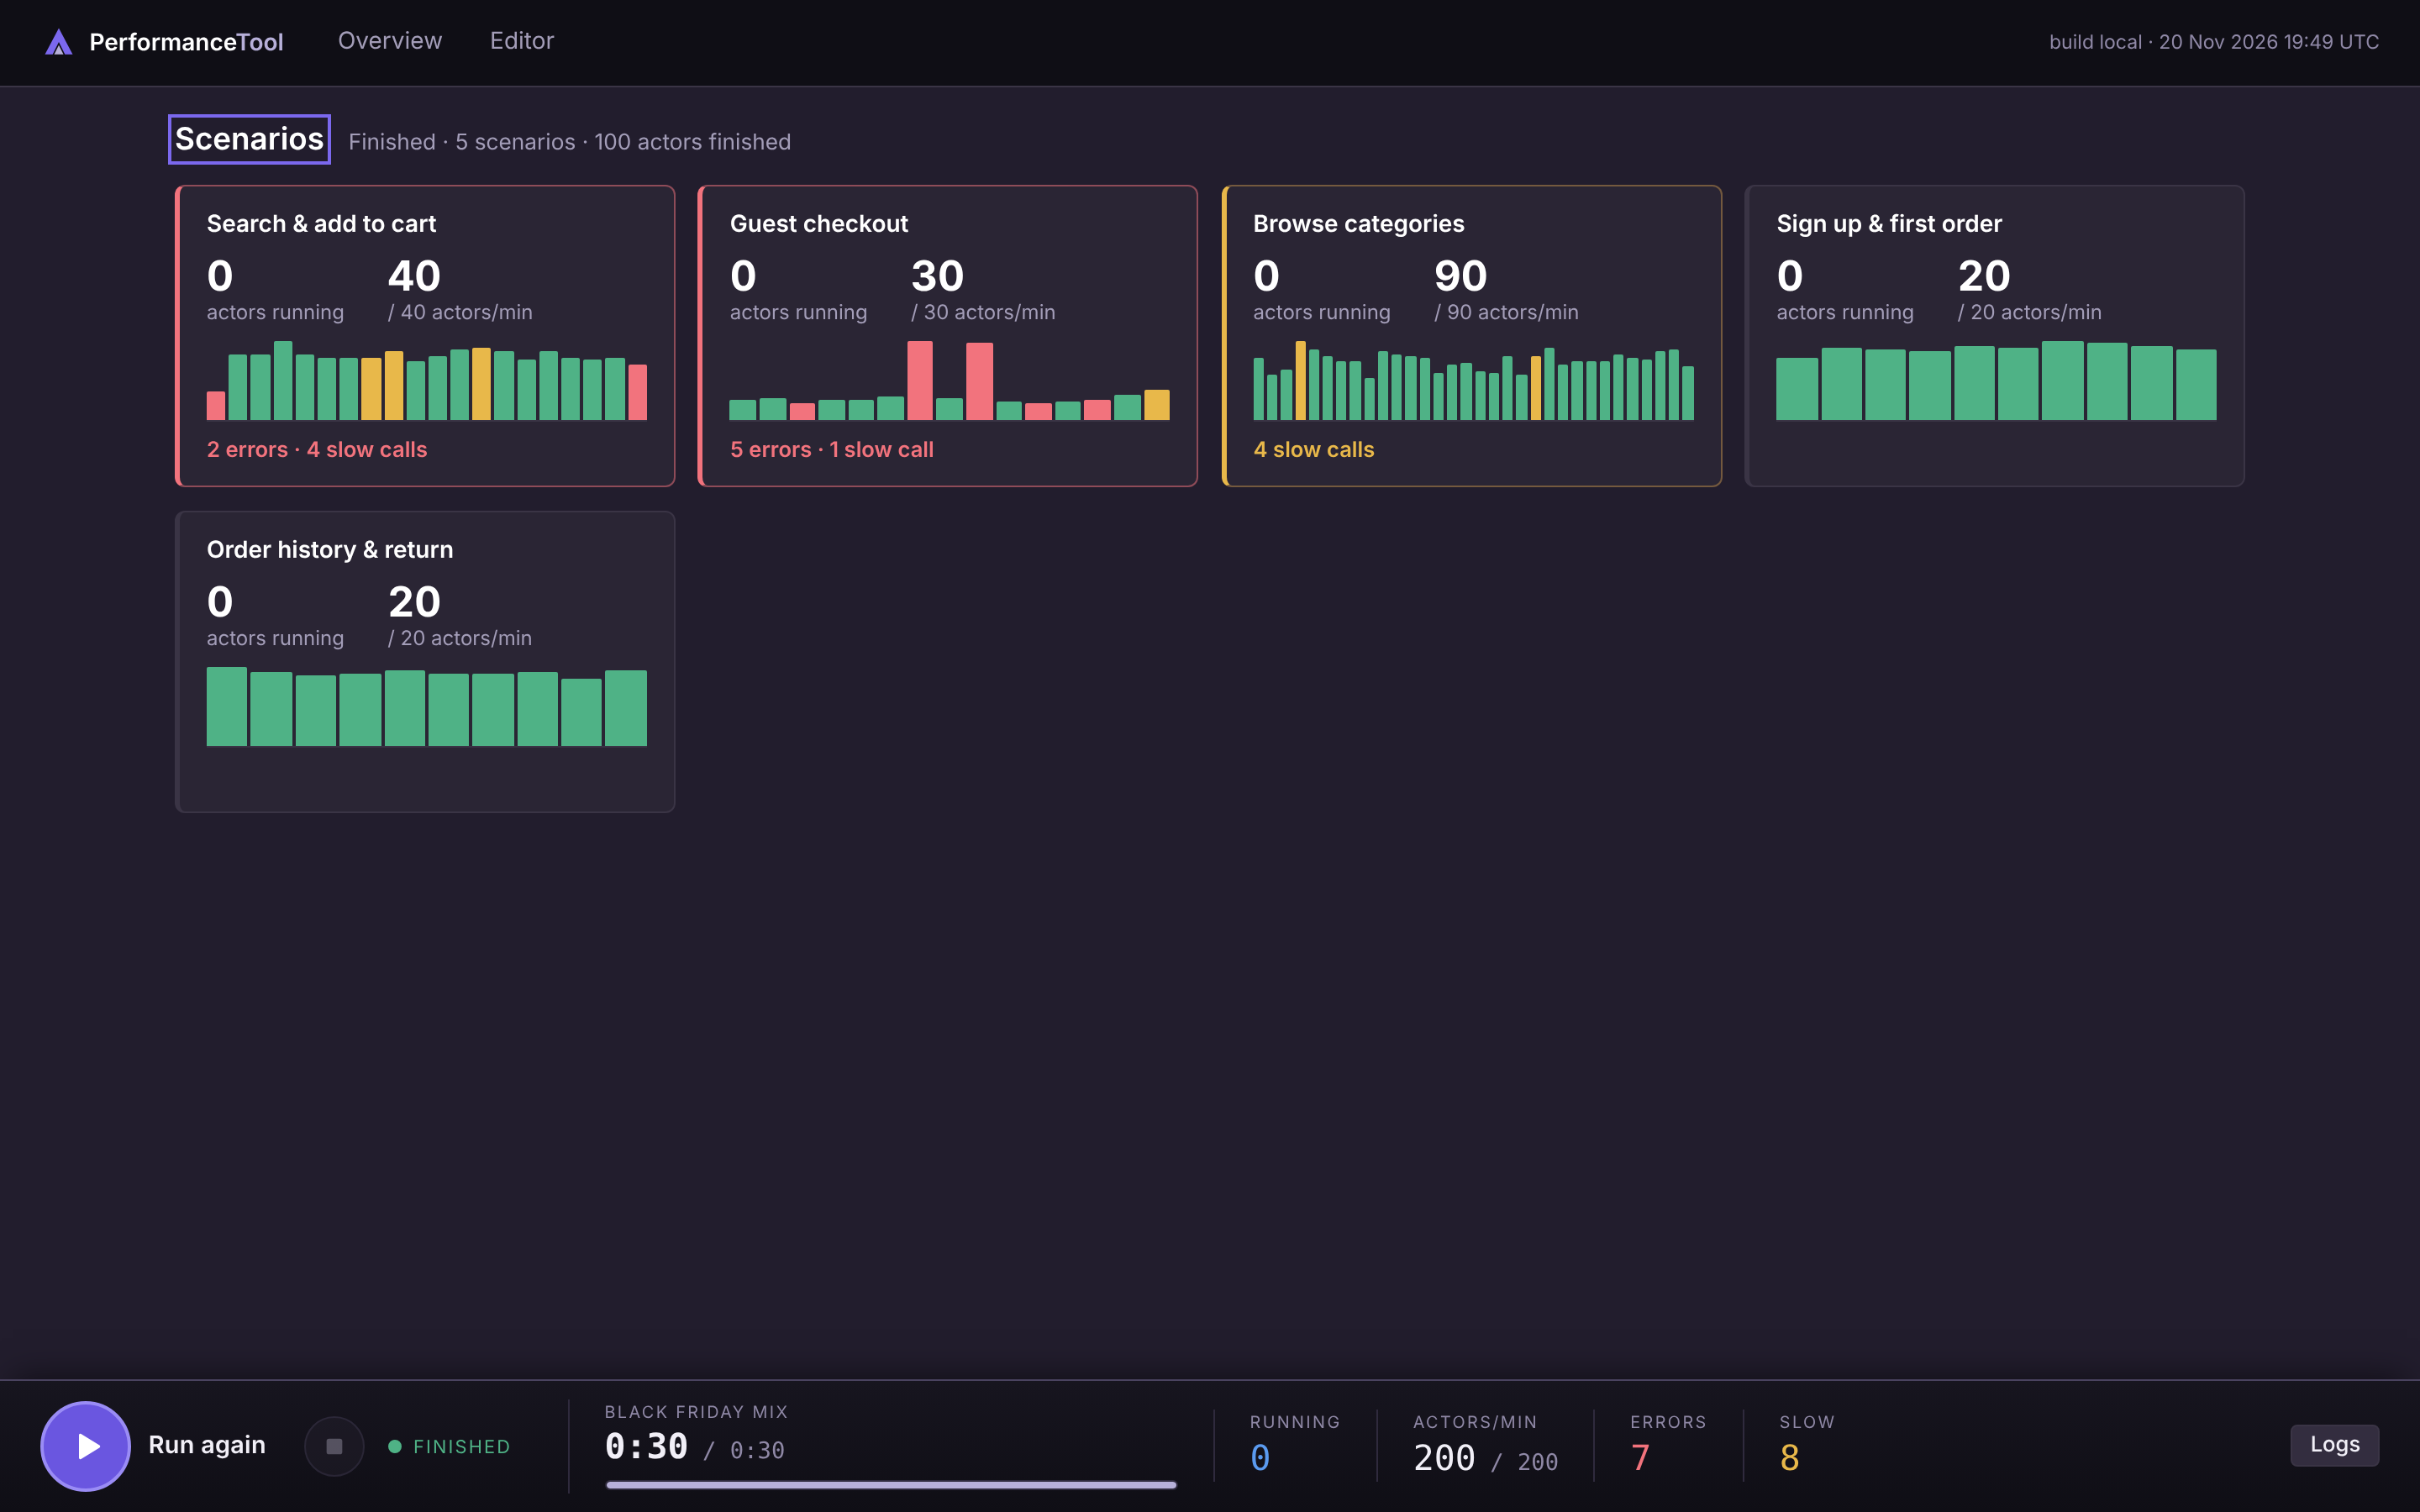 PerformanceTool Overview Editor build local · 20 Nov 2026 19:49 UTC
Scenarios Finished · 5 scenarios · 100 actors finished
Search & add to cart
0 40
actors running / 40 actors/min
2 errors · 4 slow calls
Guest checkout
0 30
actors running / 30 actors/min
5 errors · 1 slow call
Browse categories
0 90
actors running / 90 actors/min
4 slow calls
Sign up & first order
0 20
actors running / 20 actors/min
Order history & return
0 20
actors running / 20 actors/min
Run again
FINISHED
BLACK FRIDAY MIX
0:30 / 0:30
RUNNING
0
ACTORS/MIN
200 / 200
ERRORS
7
SLOW
8
Logs